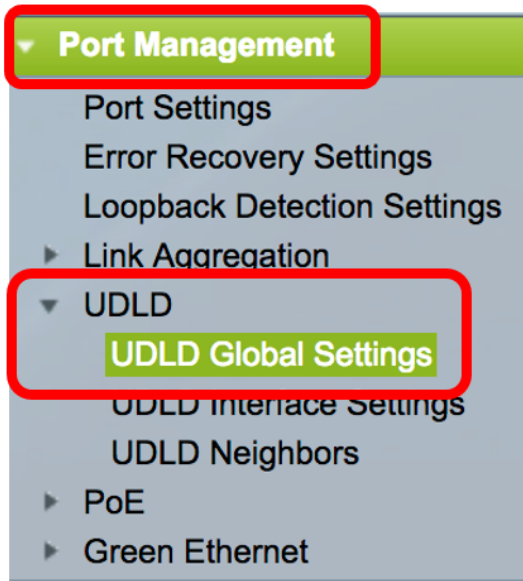 Port Management
Port Settings
Error Recovery Settings
Loopback Detection Settings
Link Aggregation
UDLD
UDLD Global Settings
UDLD Interface Settings
UDLD Neighbors
PoE
Green Ethernet